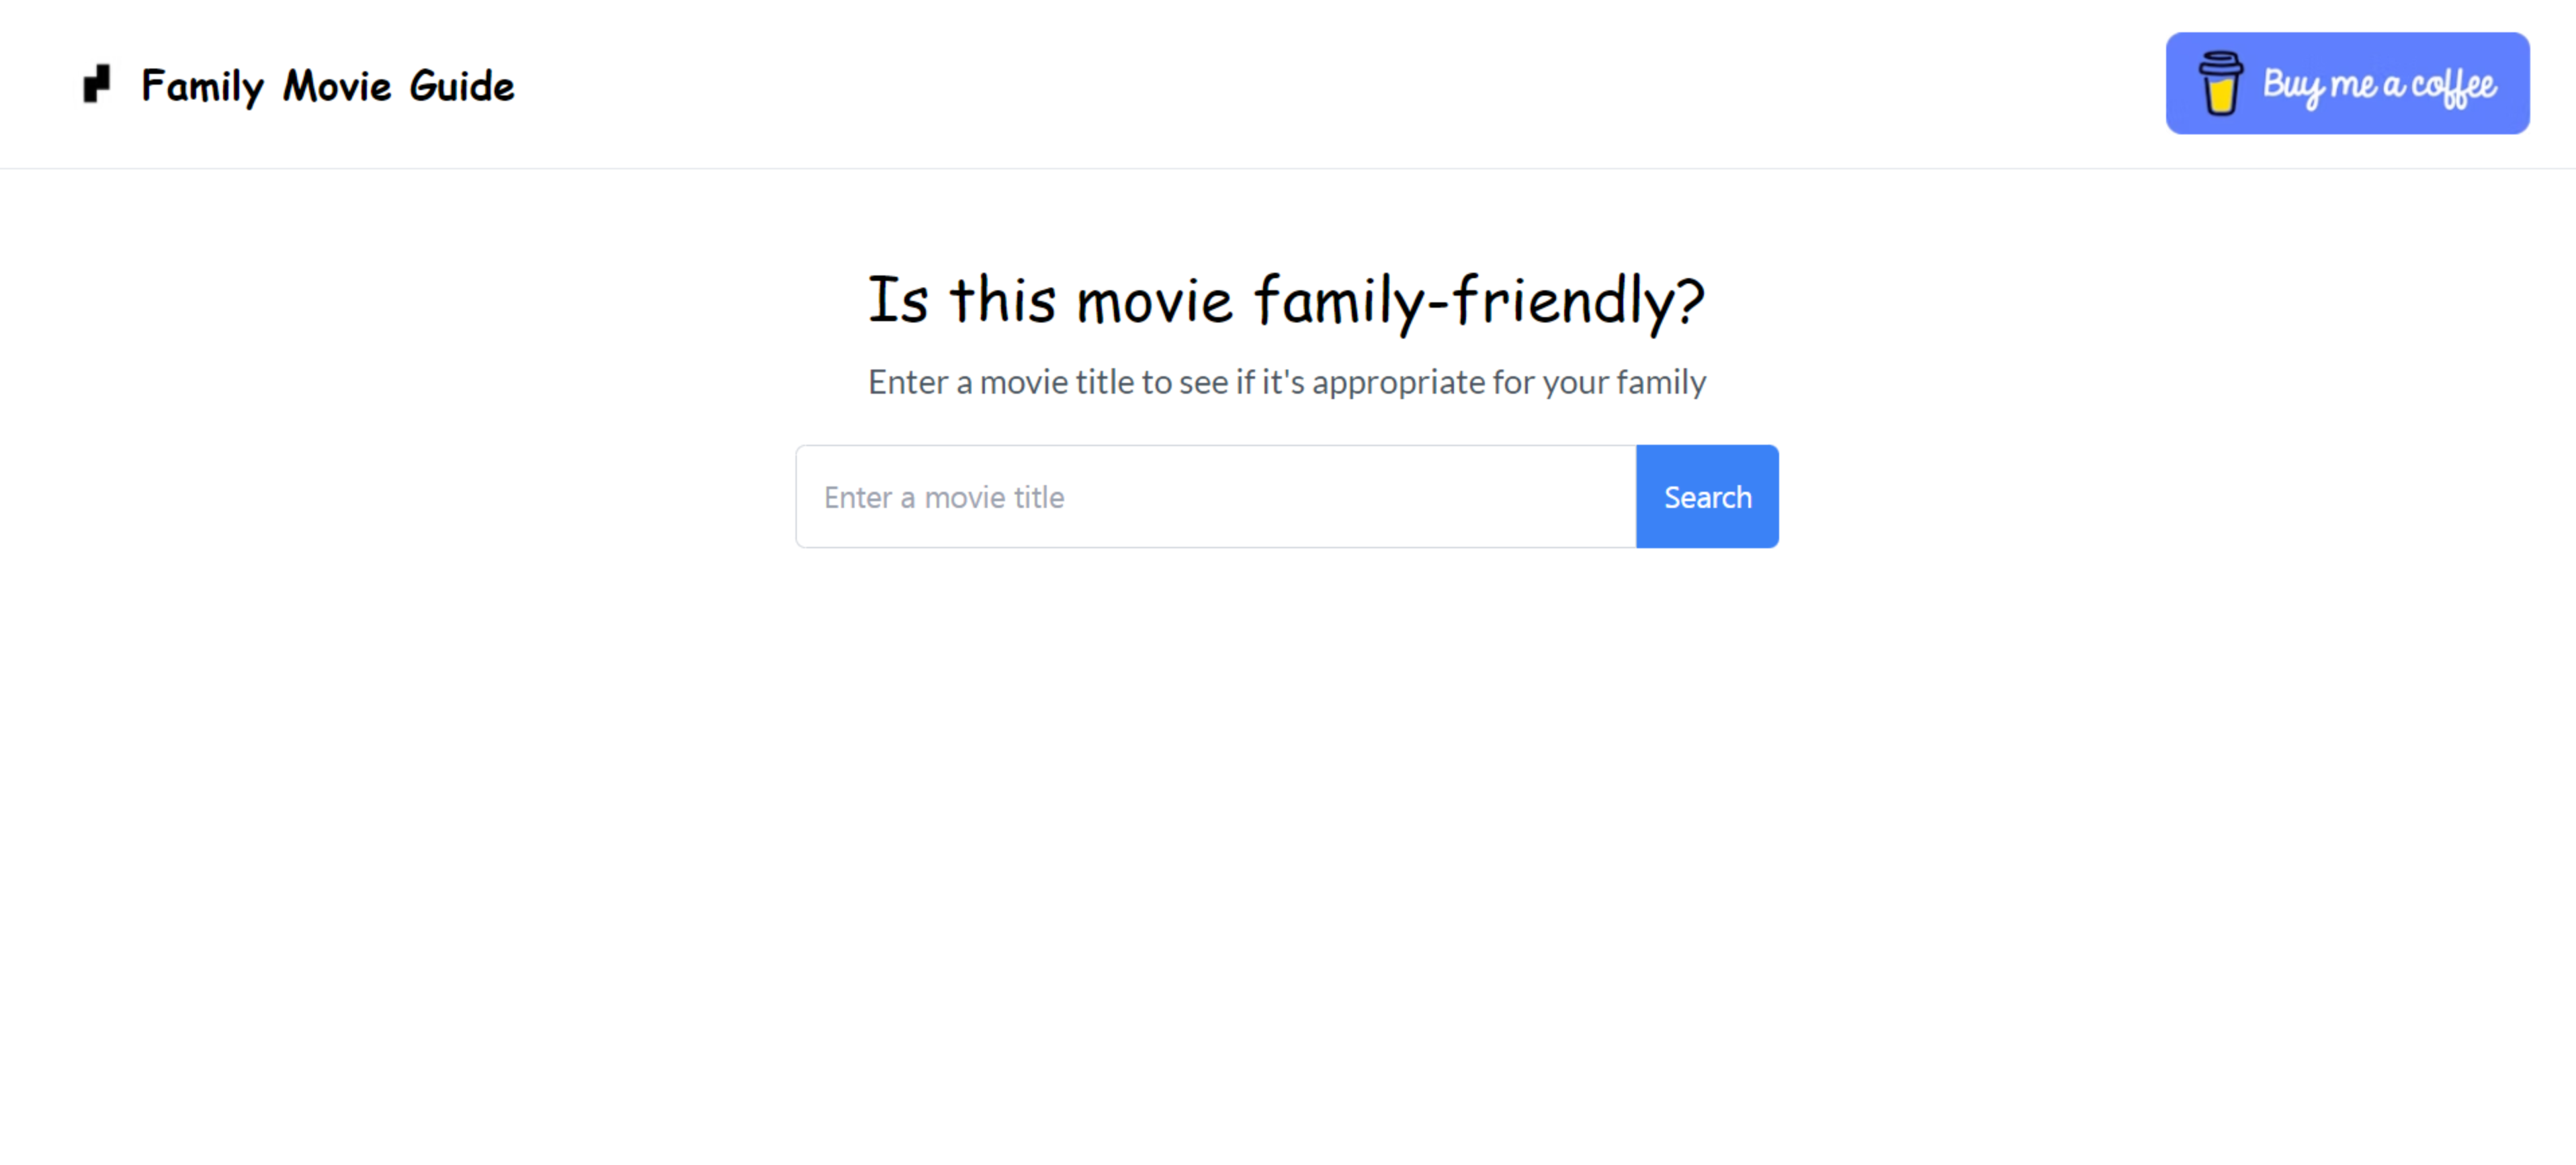 Family Movie Guide
Buy me a coffee
Is this movie family-friendly?
Enter a movie title to see if it's appropriate for your family
Enter a movie title
Search